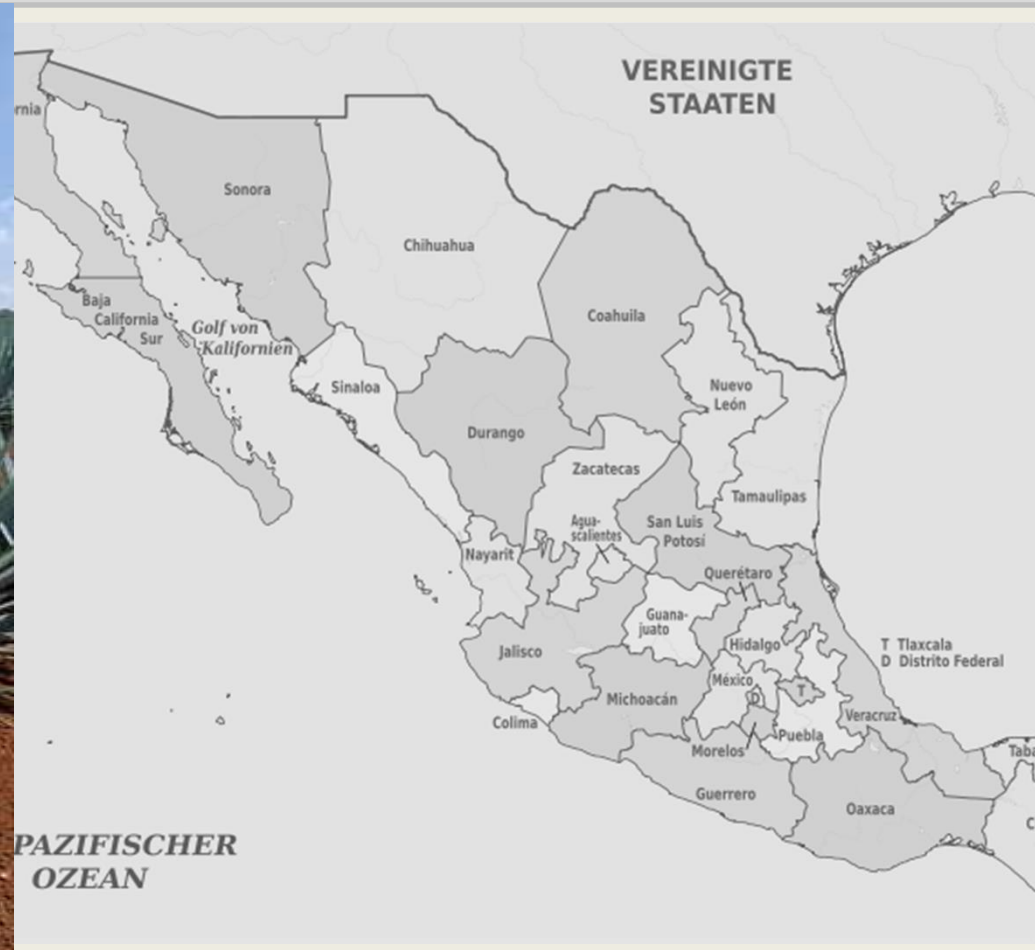 VEREINIGTE
STAATEN
rnia
Sonora
Chihuahua
Baja
California
Sur
Golf von
Kalifornien
Coahuila
Sinaloa
Nuevo
León
Durango
Zacatecas
Tamaulipas
Agua-
scalientes
San Luis
Potosí
Nayarit
Querétaro
Guana-
juato
Hidalgo
T Tlaxcala
D Distrito Federal
Jalisco
México
D
T
Michoacán
Colima
Veracruz
Morelos
Puebla
Taba
Guerrero
Oaxaca
C
PAZIFISCHER
OZEAN